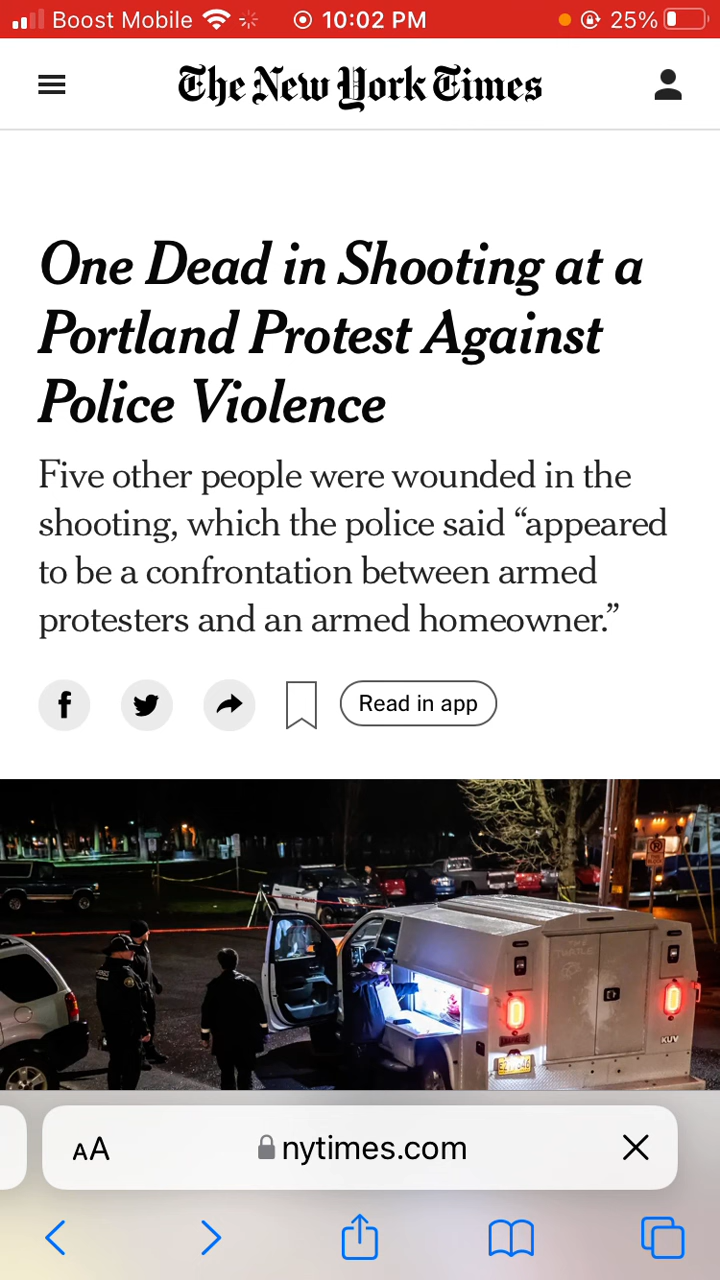 Boost Mobile 10:02 PM 25%
The New York Times
One Dead in Shooting at a
Portland Protest Against
Police Violence
Five other people were wounded in the
shooting, which the police said “appeared
to be a confrontation between armed
protesters and an armed homeowner.”
f Read in app
KUV
AA nytimes.com